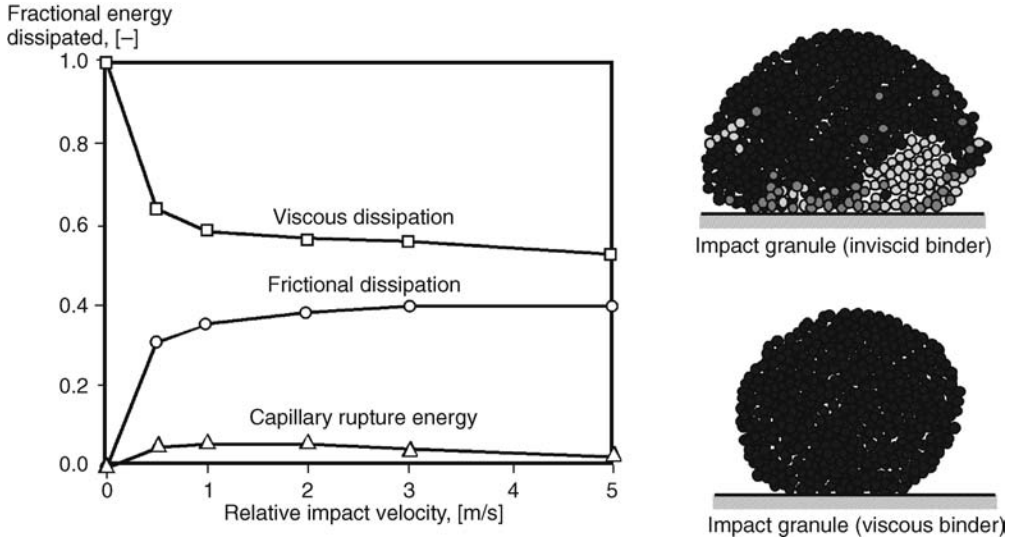 Fractional energy
dissipated, [–]
1.0
0.8
0.6
0.4
0.2
0.0
Viscous dissipation
Frictional dissipation
Capillary rupture energy
0 1 2 3 4 5
Relative impact velocity, [m/s]
Impact granule (inviscid binder)
Impact granule (viscous binder)